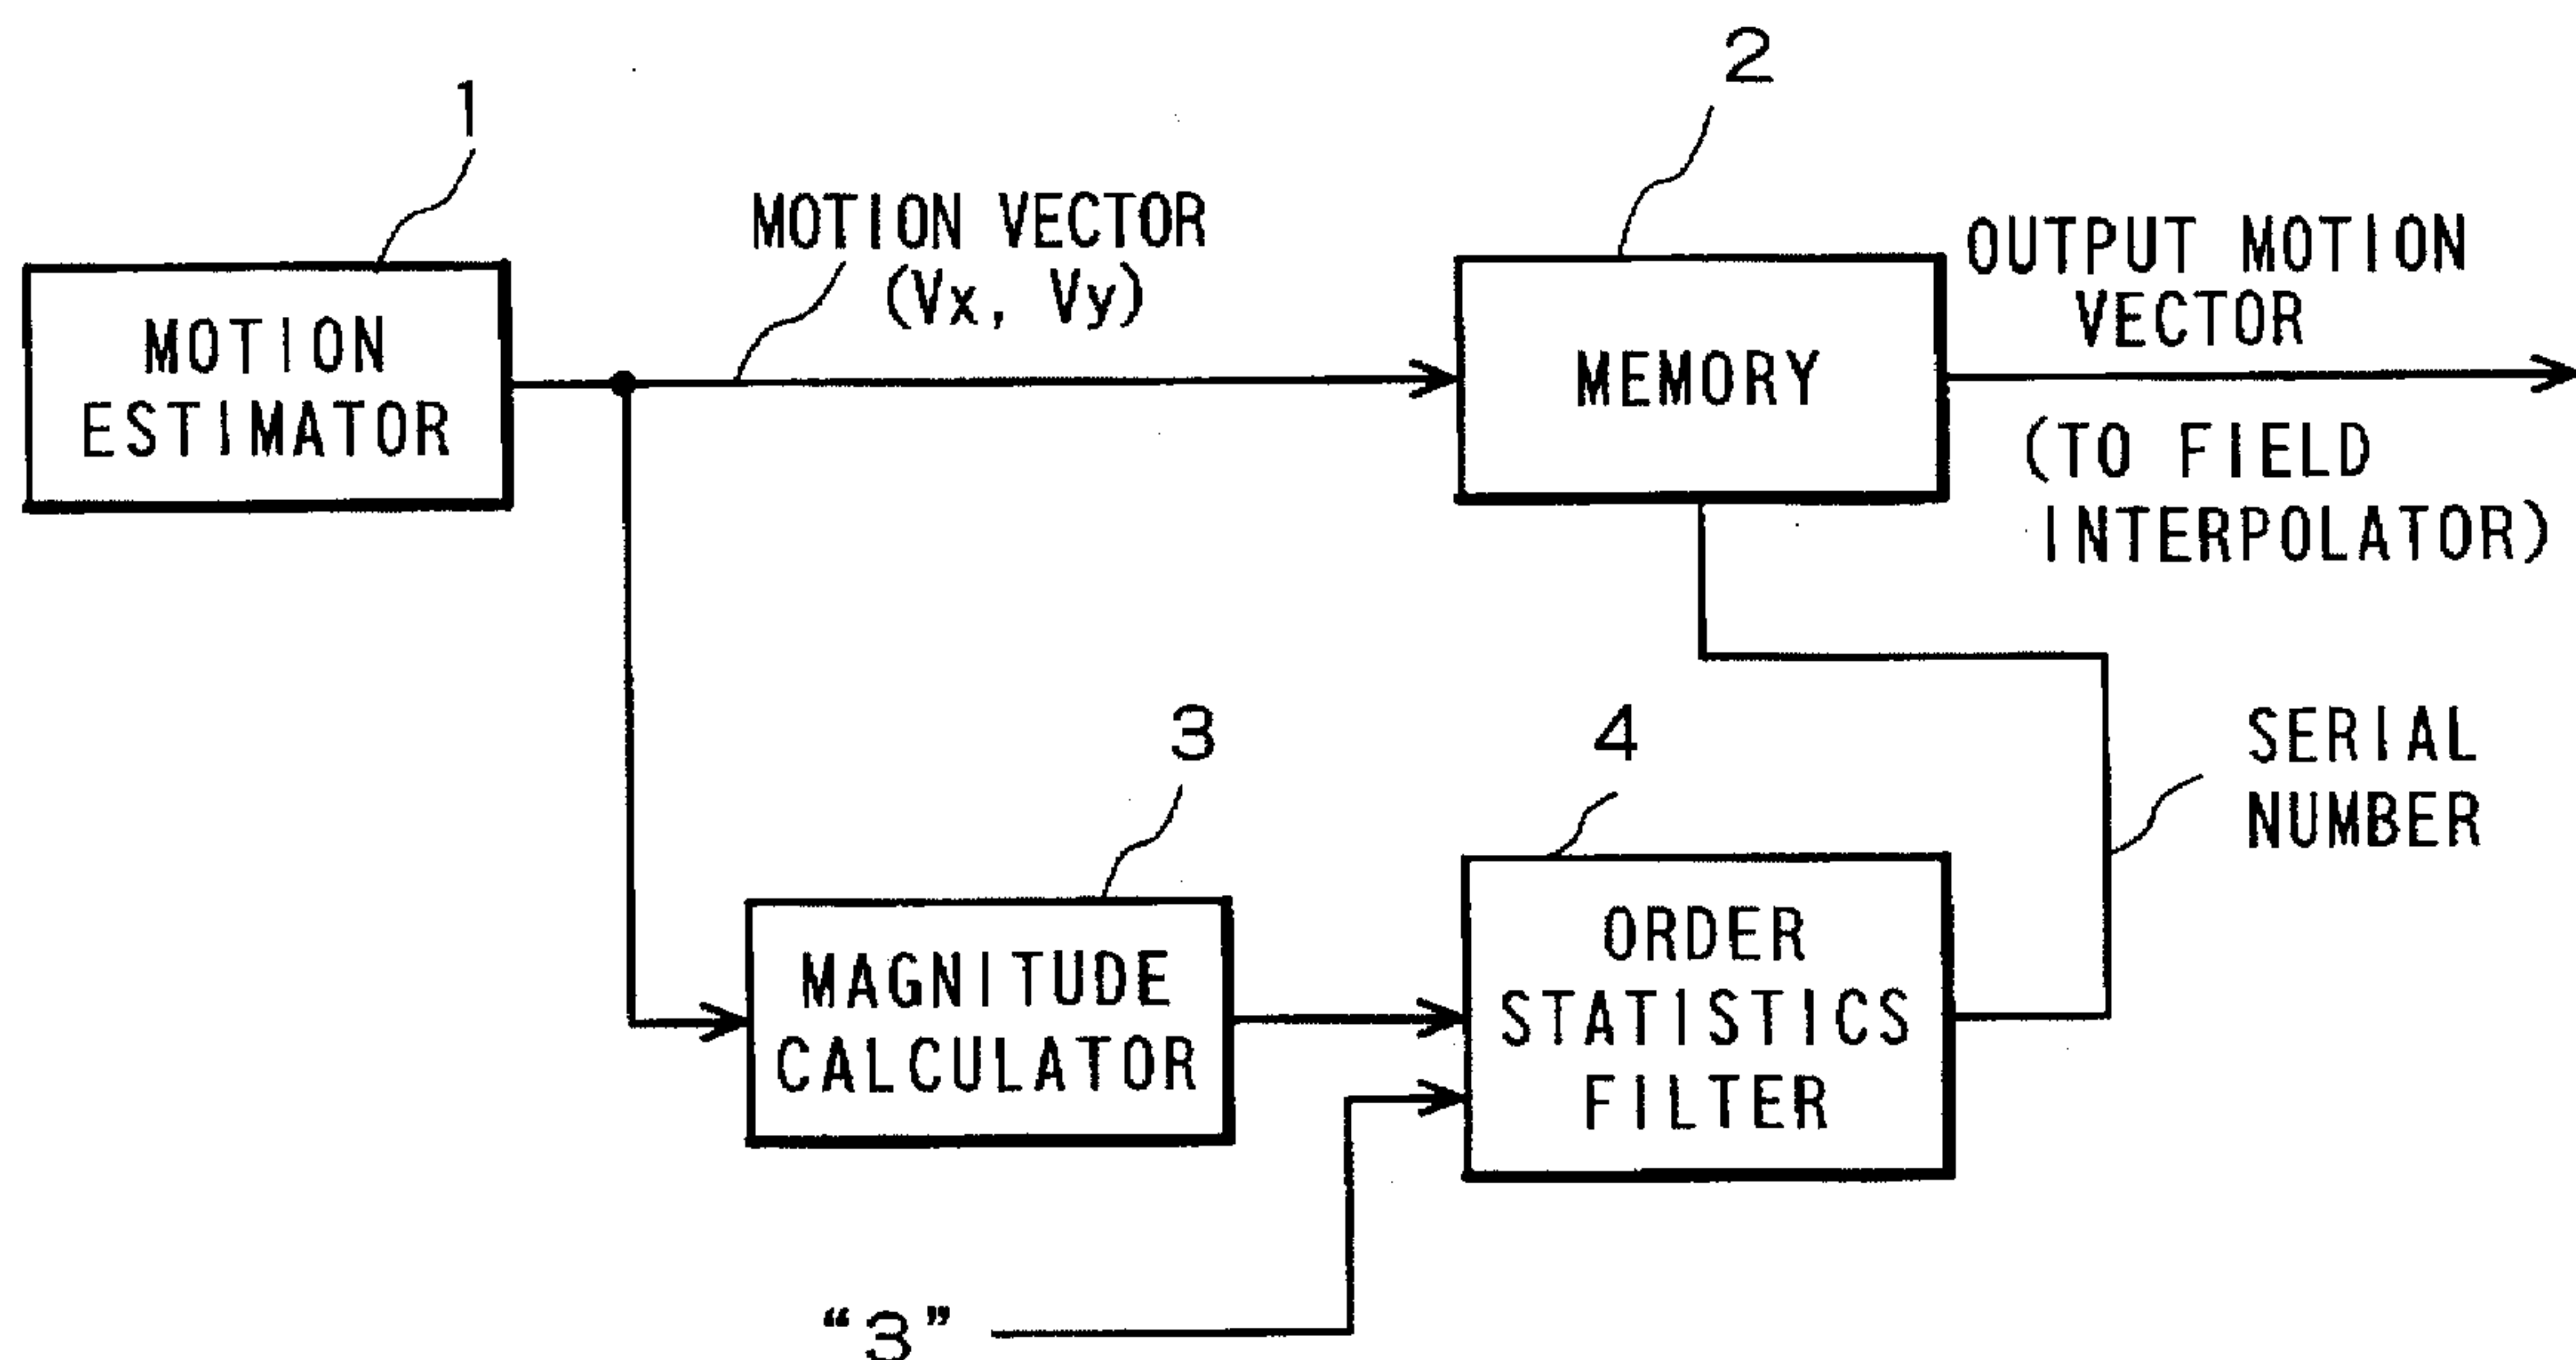 1
2
MOTION VECTOR
(Vx, Vy)
OUTPUT MOTION
VECTOR
MOTION
ESTIMATOR
MEMORY
(TO FIELD
INTERPOLATOR)
3
4
SERIAL
NUMBER
MAGNITUDE
CALCULATOR
ORDER
STATISTICS
FILTER
“3”